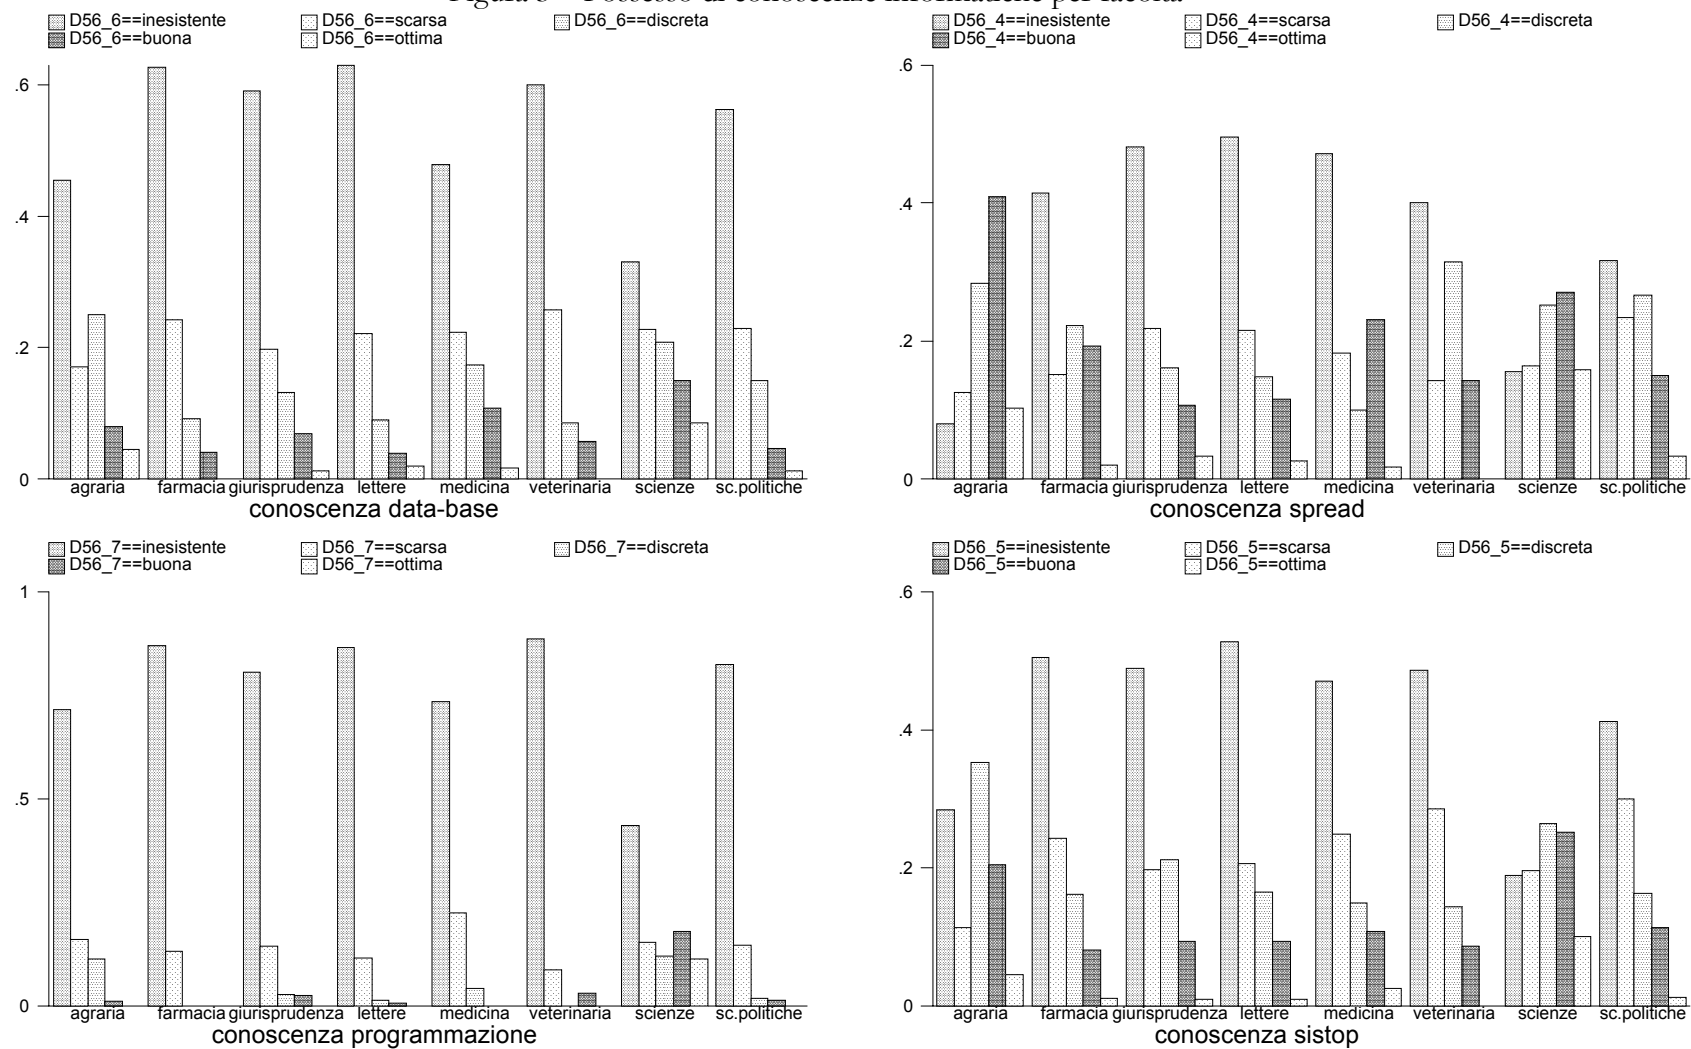 Figura 3 – Possesso di conoscenze informatiche per facoltà.
D56_6==inesistente D56_6==scarsa D56_6==discreta
D56_6==buona D56_6==ottima
.6
.4
.2
0
agraria farmacia giurisprudenza lettere medicina veterinaria scienze sc.politiche
conoscenza data-base
D56_4==inesistente D56_4==scarsa D56_4==discreta
D56_4==buona D56_4==ottima
.6
.4
.2
0
agraria farmacia giurisprudenza lettere medicina veterinaria scienze sc.politiche
conoscenza spread
D56_7==inesistente D56_7==scarsa D56_7==discreta
D56_7==buona D56_7==ottima
1
.5
0
agraria farmacia giurisprudenza lettere medicina veterinaria scienze sc.politiche
conoscenza programmazione
D56_5==inesistente D56_5==scarsa D56_5==discreta
D56_5==buona D56_5==ottima
.6
.4
.2
0
agraria farmacia giurisprudenza lettere medicina veterinaria scienze sc.politiche
conoscenza sistop